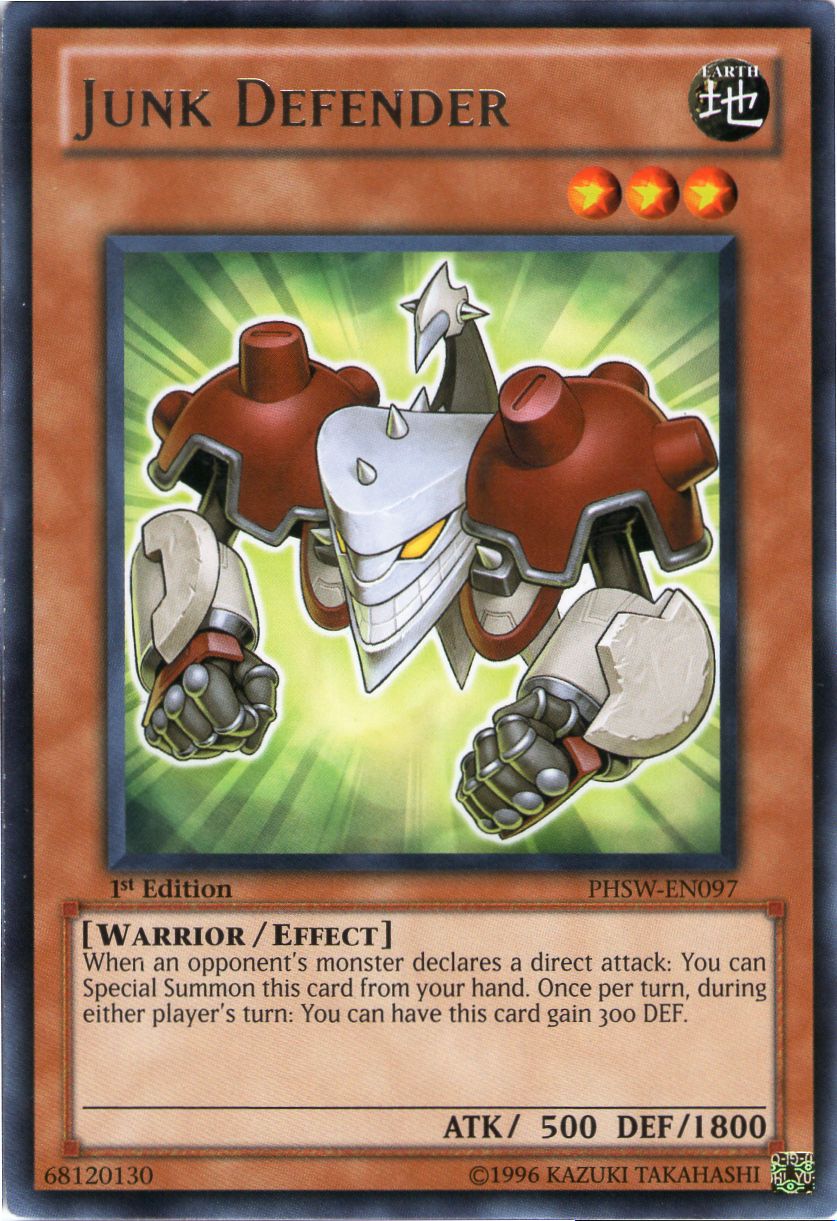 Junk Defender
EARTH
地
1st Edition
PHSW-EN097
[Warrior / Effect]
When an opponent's monster declares a direct attack: You can
Special Summon this card from your hand. Once per turn, during
either player's turn: You can have this card gain 300 DEF.
ATK/ 500 DEF/1800
68120130
©1996 KAZUKI TAKAHASHI